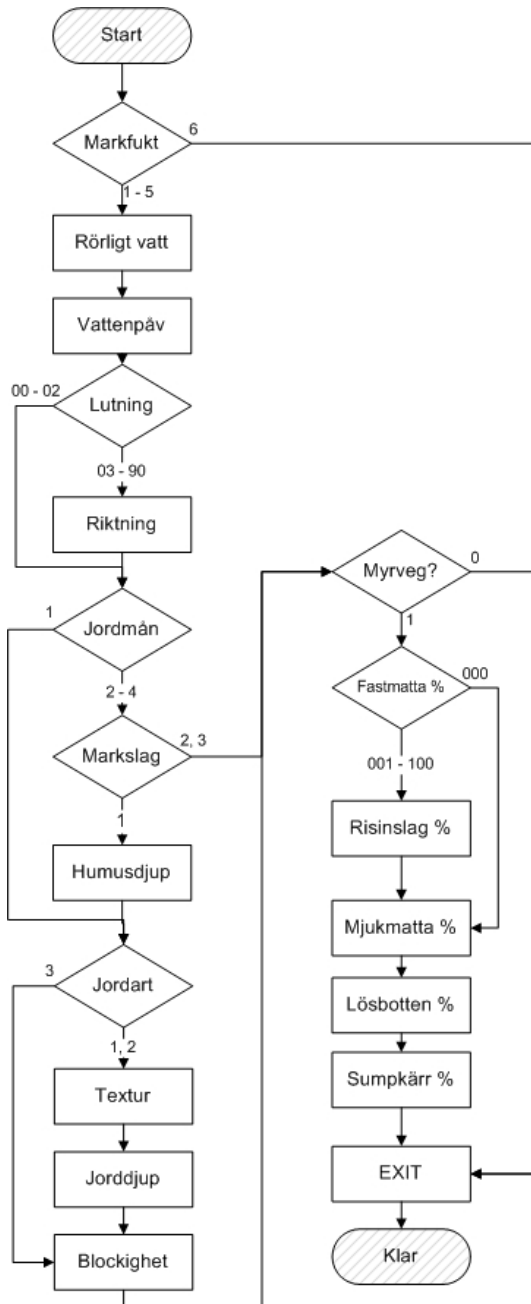 Start
Markfukt
6
1 - 5
Rörligt vatt
Vattenpåv
00 - 02
Lutning
03 - 90
Riktning
1
Jordmån
2 - 4
Markslag
2, 3
1
Humusdjup
3
Jordart
1, 2
Textur
Jorddjup
Blockighet
Myrveg?
0
1
Fastmatta %
000
001 - 100
Risinslag %
Mjukmatta %
Lösbotten %
Sumpkärr %
EXIT
Klar